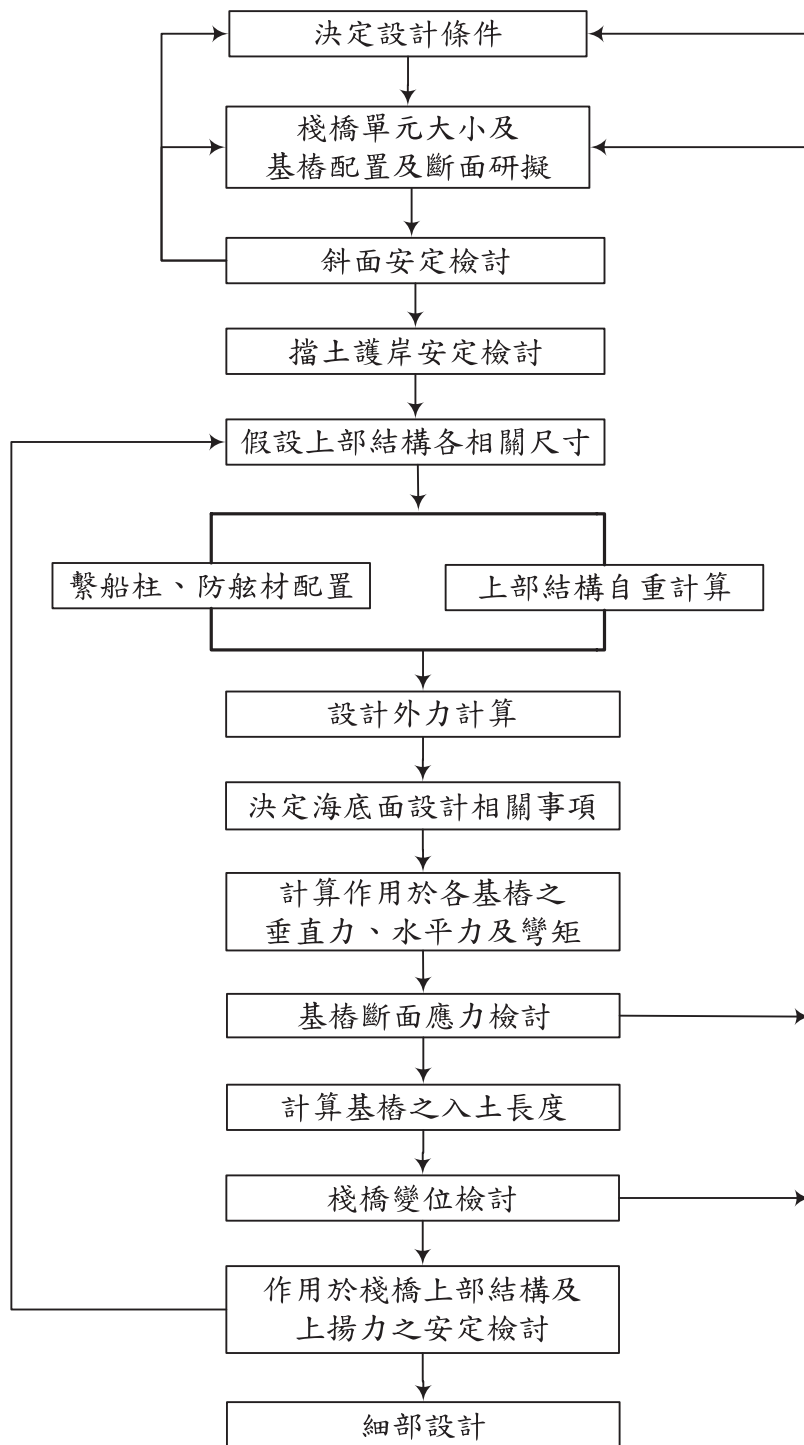 決定設計條件
棧橋單元大小及
基樁配置及斷面研擬
斜面安定檢討
擋土護岸安定檢討
假設上部結構各相關尺寸
繫船柱、防舷材配置
上部結構自重計算
設計外力計算
決定海底面設計相關事項
計算作用於各基樁之
垂直力、水平力及彎矩
基樁斷面應力檢討
計算基樁之入土長度
棧橋變位檢討
作用於棧橋上部結構及
上揚力之安定檢討
細部設計